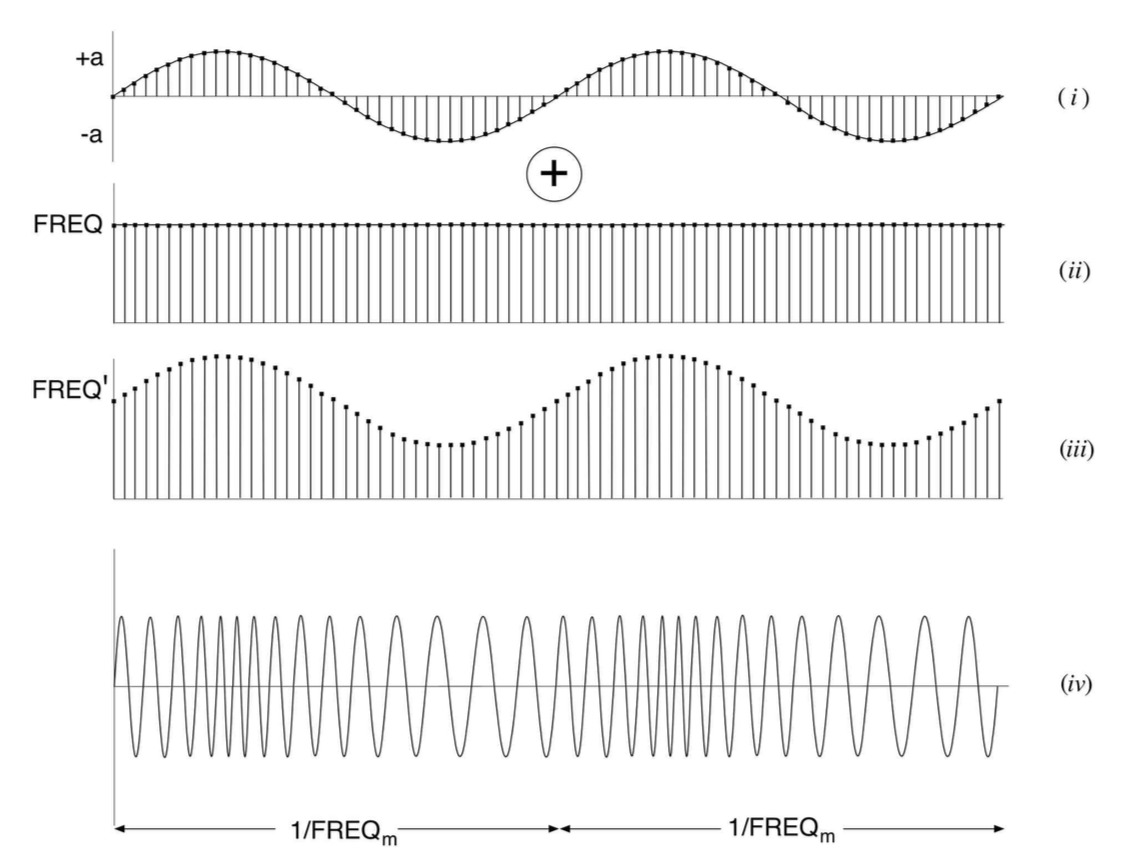 +a
(i)
-a
+
FREQ
(ii)
FREQ'
(iii)
(iv)
1/FREQm 1/FREQm